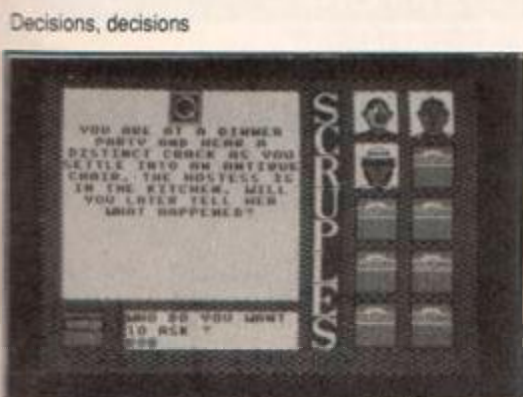 Decisions, decisions
Q
YOU ARE AT A DINNER
PARTY AND HEAR A
DISTINCT CRACK AS YOU
SETTLE INTO AN ANTIQUE
CHAIR. THE HOSTESS IS
IN THE KITCHEN. WILL
YOU LATER TELL HER
WHAT HAPPENED?
SCRUPLES
WHO DO YOU WANT
TO ASK ?